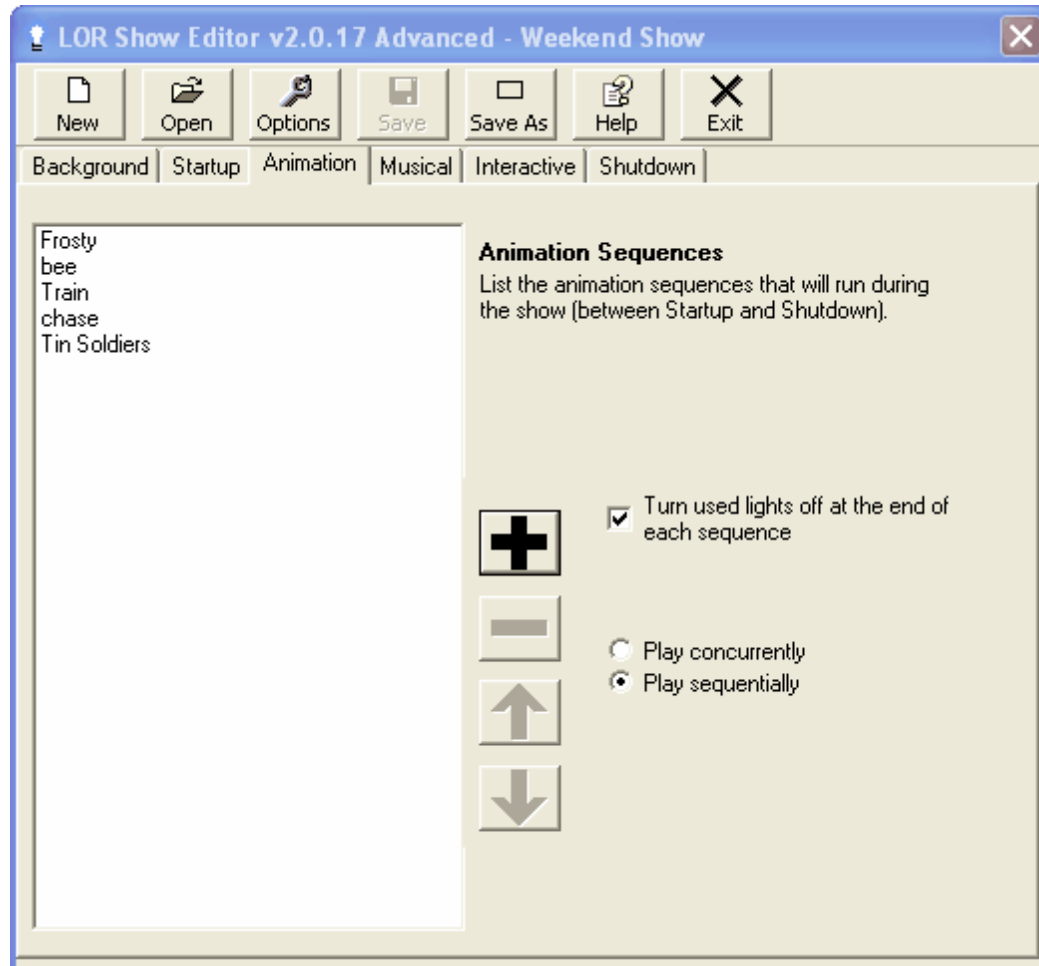 LOR Show Editor v2.0.17 Advanced - Weekend Show
New Open Options Save Save As Help Exit
Background Startup Animation Musical Interactive Shutdown
Frosty
bee
Train
chase
Tin Soldiers
Animation Sequences
List the animation sequences that will run during
the show (between Startup and Shutdown).
Turn used lights off at the end of
each sequence
Play concurrently
Play sequentially